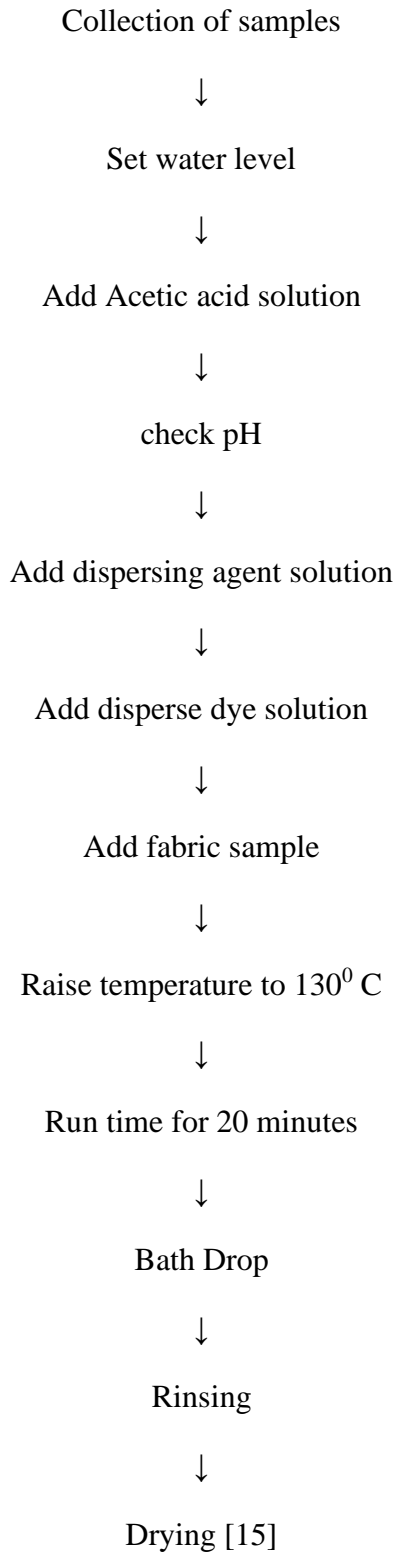 Collection of samples
↓
Set water level
↓
Add Acetic acid solution
↓
check pH
↓
Add dispersing agent solution
↓
Add disperse dye solution
↓
Add fabric sample
↓
Raise temperature to 130⁰ C
↓
Run time for 20 minutes
↓
Bath Drop
↓
Rinsing
↓
Drying [15]